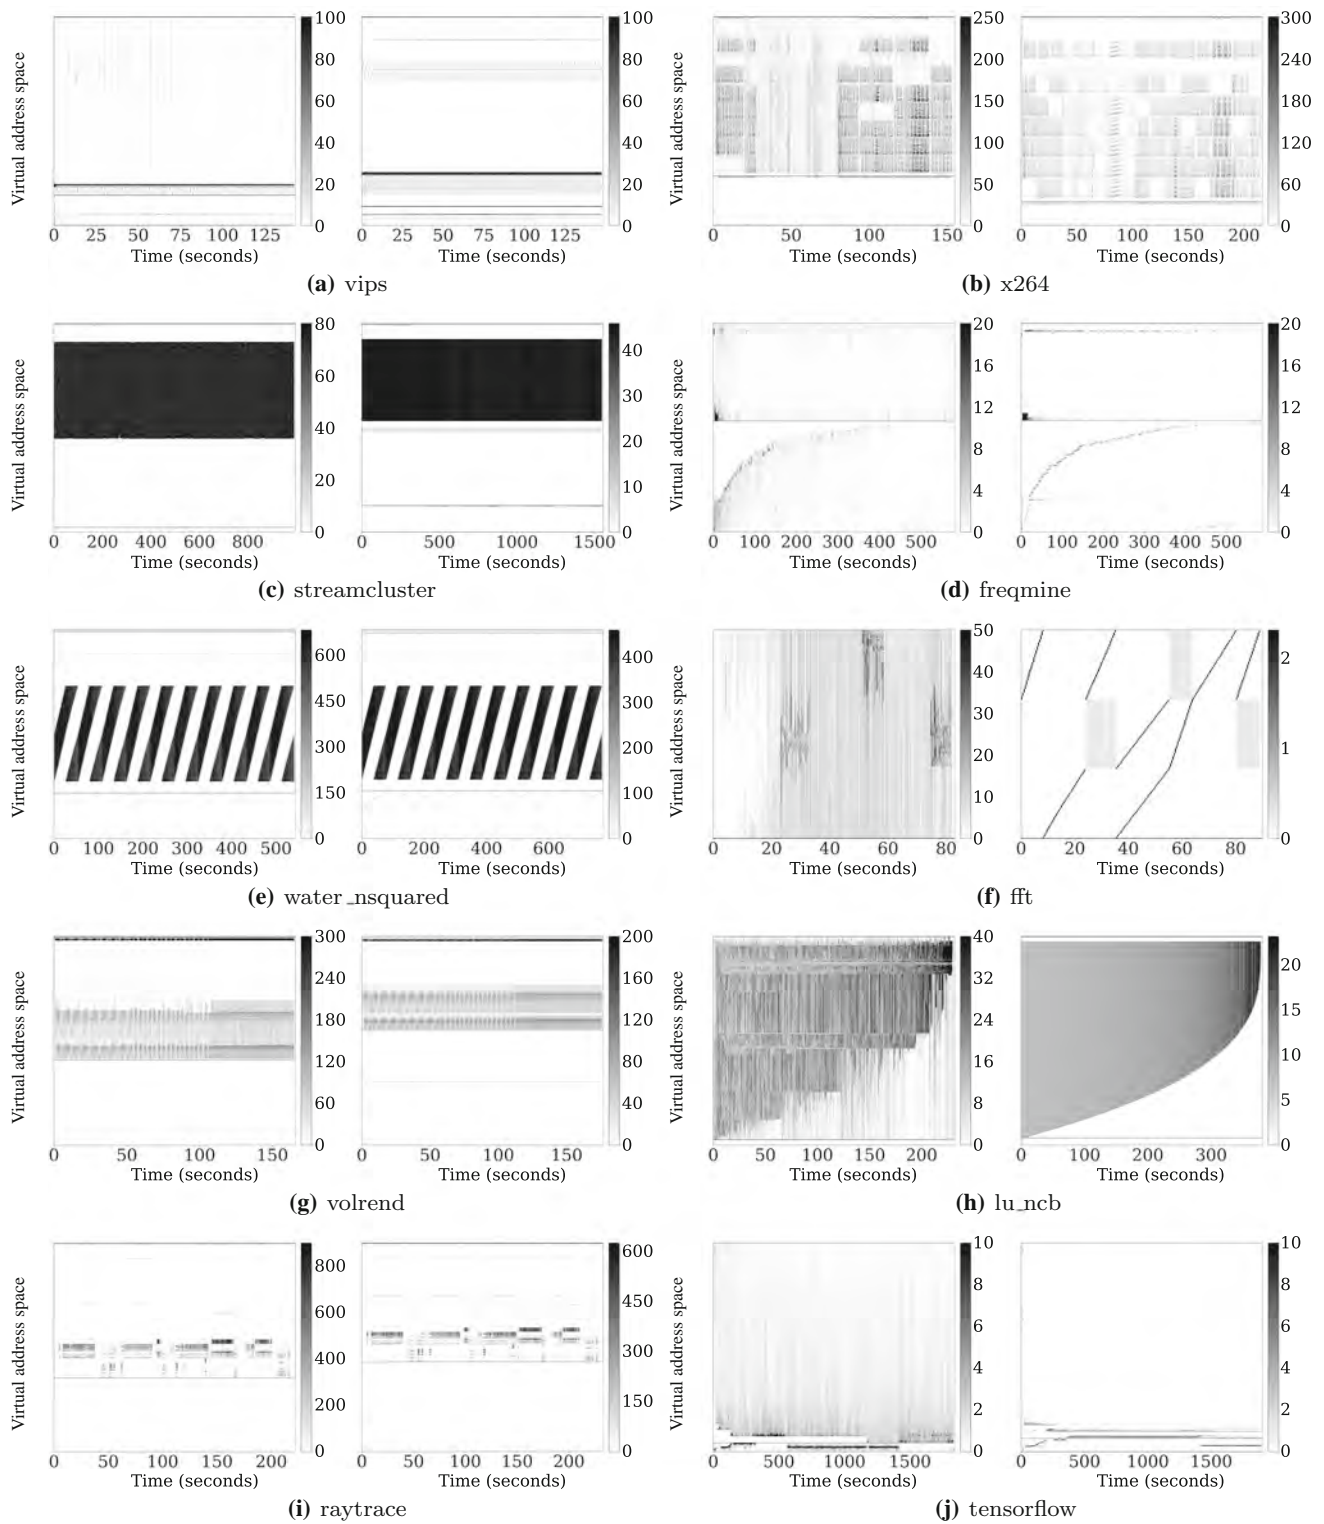 Virtual address space
0 25 50 75 100 125
Time (seconds)
100
80
60
40
20
0
0 25 50 75 100 125
Time (seconds)
100
80
60
40
20
0
(a) vips
Virtual address space
0 50 100 150
Time (seconds)
250
200
150
100
50
0
0 50 100 150 200
Time (seconds)
300
240
180
120
60
0
(b) x264
Virtual address space
0 200 400 600 800
Time (seconds)
80
60
40
20
0
0 500 1000 1500
Time (seconds)
40
30
20
10
0
(c) streamcluster
Virtual address space
0 100 200 300 400 500
Time (seconds)
20
16
12
8
4
0
0 100 200 300 400 500
Time (seconds)
20
16
12
8
4
0
(d) freqmine
Virtual address space
0 100 200 300 400 500
Time (seconds)
600
450
300
150
0
0 200 400 600
Time (seconds)
400
300
200
100
0
(e) water_nsquared
Virtual address space
0 20 40 60 80
Time (seconds)
50
40
30
20
10
0
0 20 40 60 80
Time (seconds)
2
1
0
(f) fft
Virtual address space
0 50 100 150
Time (seconds)
300
240
180
120
60
0
0 50 100 150
Time (seconds)
200
160
120
80
40
0
(g) volrend
Virtual address space
0 50 100 150 200
Time (seconds)
40
32
24
16
8
0
0 100 200 300
Time (seconds)
20
15
10
5
0
(h) lu_ncb
Virtual address space
0 50 100 150 200
Time (seconds)
800
600
400
200
0
0 50 100 150 200
Time (seconds)
600
450
300
150
0
(i) raytrace
Virtual address space
0 500 1000 1500
Time (seconds)
10
8
6
4
2
0
0 500 1000 1500
Time (seconds)
10
8
6
4
2
0
(j) tensorflow